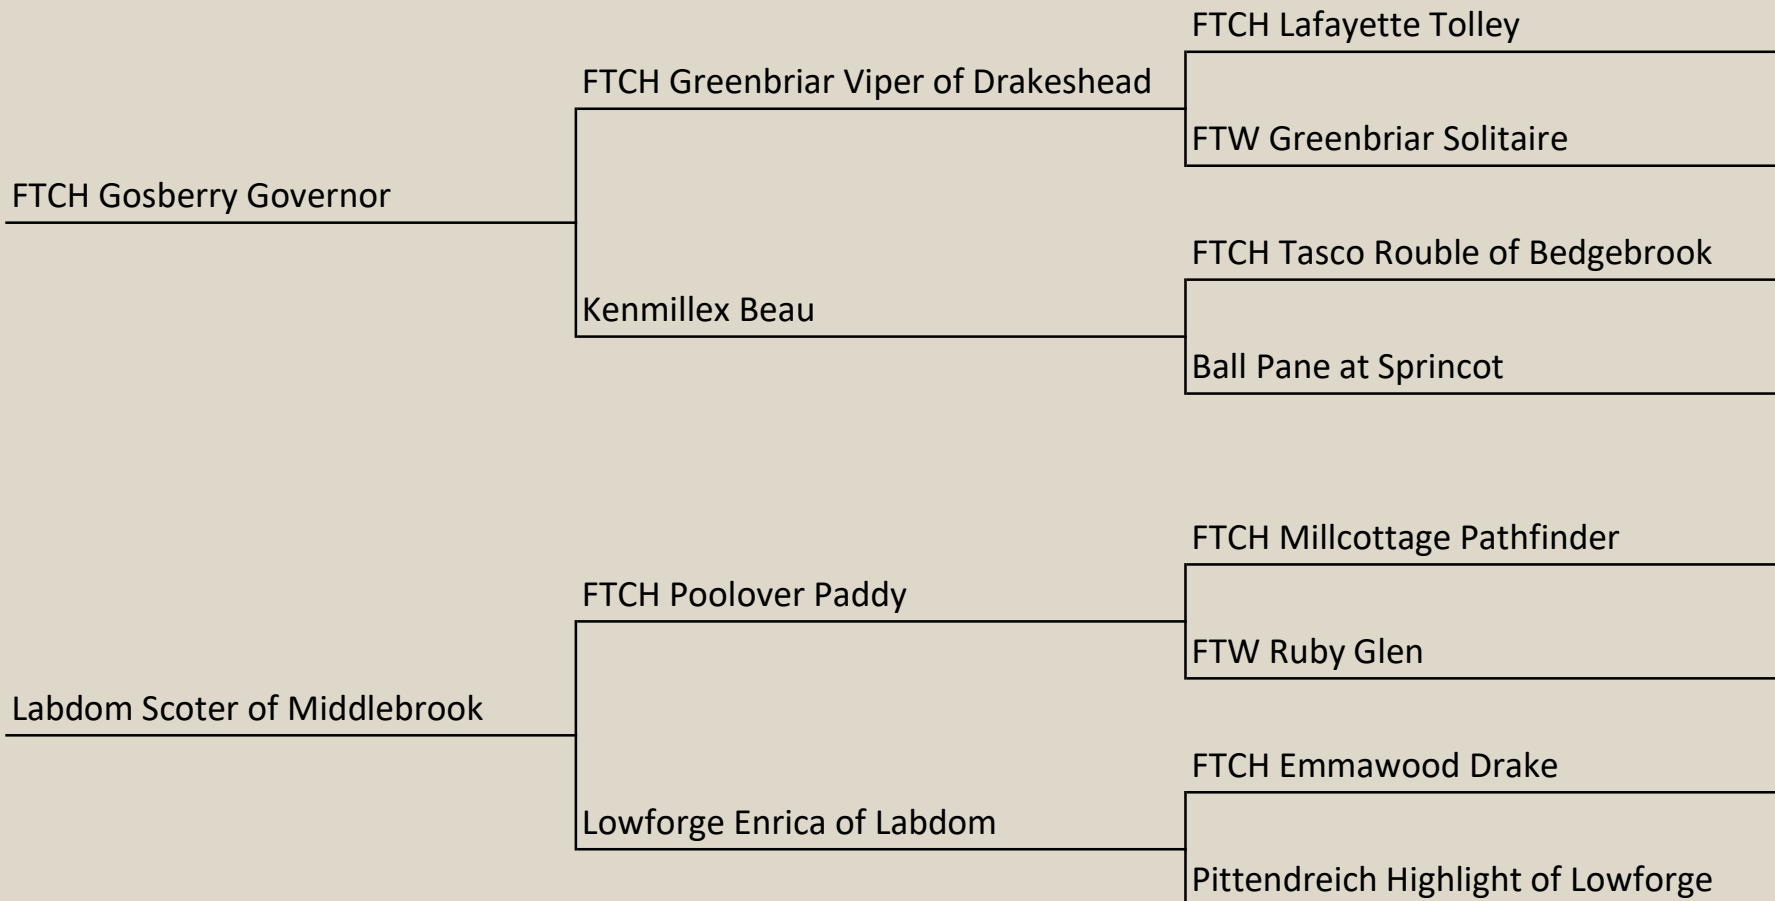 FTCH Lafayette Tolley
FTCH Greenbriar Viper of Drakeshead
FTW Greenbriar Solitaire
FTCH Gosberry Governor
FTCH Tasco Rouble of Bedgebrook
Kenmillex Beau
Ball Pane at Sprincot
FTCH Millcottage Pathfinder
FTCH Poolover Paddy
FTW Ruby Glen
Labdom Scoter of Middlebrook
FTCH Emmawood Drake
Lowforge Enrica of Labdom
Pittendreich Highlight of Lowforge